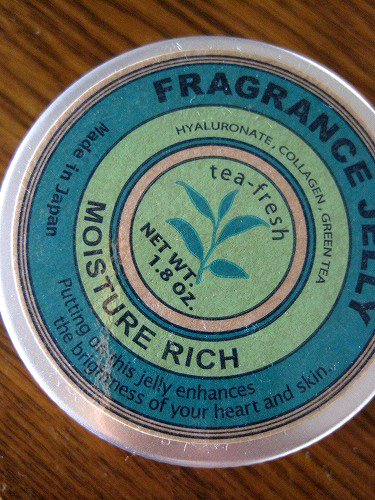 FRAGRANCE JELLY
HYALURONATE, COLLAGEN, GREEN TEA
tea-fresh
NET WT.
1.8 OZ.
MOISTURE RICH
Made in Japan
Putting on this jelly enhances
the brightness of your heart and skin.